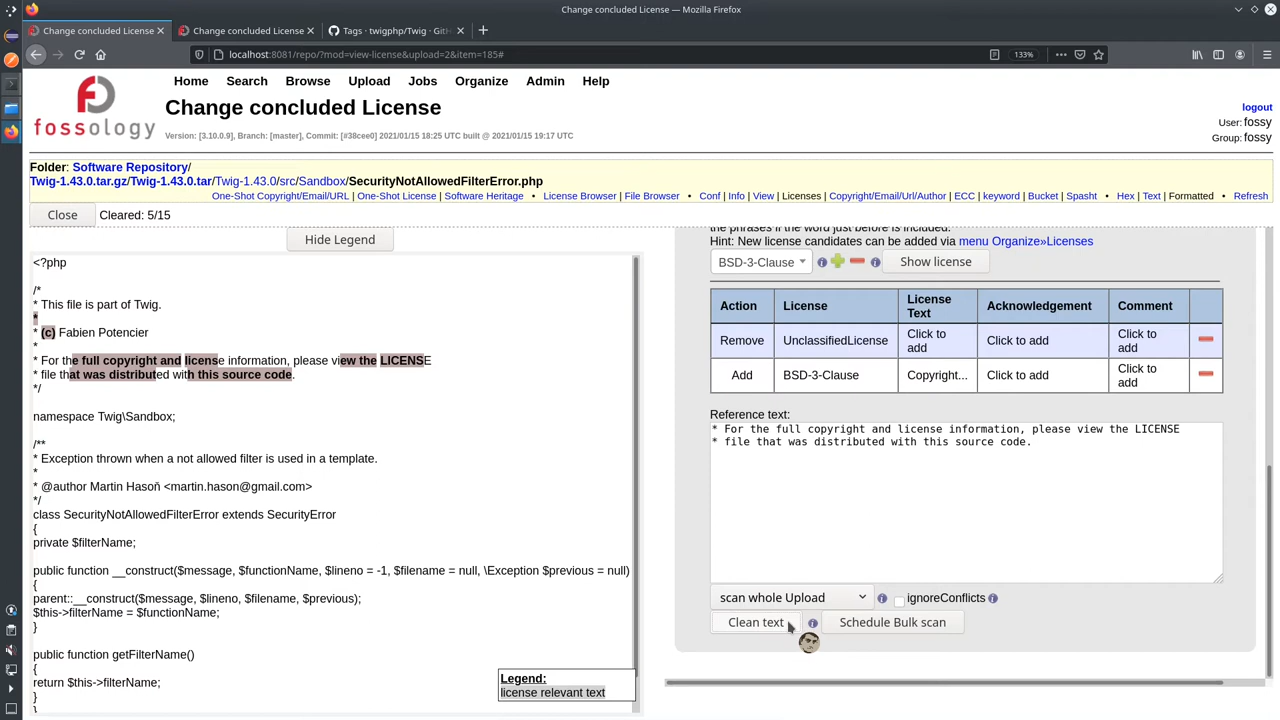 Change concluded License — Mozilla Firefox
Change concluded License
Change concluded License
Tags · twigphp/Twig · GitH
localhost:8081/repo/?mod=view-license&upload=2&item=185#
133%
fossology
Home Search Browse Upload Jobs Organize Admin Help
Change concluded License
Version: [3.10.0.9], Branch: [master], Commit: [#38cee0] 2021/01/15 18:25 UTC built @ 2021/01/15 19:17 UTC
logout
User: fossy
Group: fossy
Folder: Software Repository/
Twig-1.43.0.tar.gz/Twig-1.43.0.tar/Twig-1.43.0/src/Sandbox/SecurityNotAllowedFilterError.php
One-Shot Copyright/Email/URL | One-Shot License | Software Heritage • License Browser | File Browser • Conf | Info | View | Licenses | Copyright/Email/Url/Author | ECC | keyword | Bucket | Spasht • Hex | Text | Formatted • Refresh
Close Cleared: 5/15
Hide Legend
<?php
/*
* This file is part of Twig.
*
* (c) Fabien Potencier
*
* For the full copyright and license information, please view the LICENSE
* file that was distributed with this source code.
*/
namespace Twig\Sandbox;
/**
* Exception thrown when a not allowed filter is used in a template.
*
* @author Martin Hasoň <martin.hason@gmail.com>
*/
class SecurityNotAllowedFilterError extends SecurityError
{
private $filterName;
public function __construct($message, $functionName, $lineno = -1, $filename = null, \Exception $previous = null)
{
parent::__construct($message, $lineno, $filename, $previous);
$this->filterName = $functionName;
}
public function getFilterName()
{
return $this->filterName;
}
}
Legend:
license relevant text
the phrases if the word just before is included.
Hint: New license candidates can be added via menu Organize»Licenses
BSD-3-Clause Show license
Action License License Text Acknowledgement Comment
Remove UnclassifiedLicense Click to add Click to add Click to add
Add BSD-3-Clause Copyright... Click to add Click to add
Reference text:
* For the full copyright and license information, please view the LICENSE
* file that was distributed with this source code.
scan whole Upload ignoreConflicts
Clean text Schedule Bulk scan